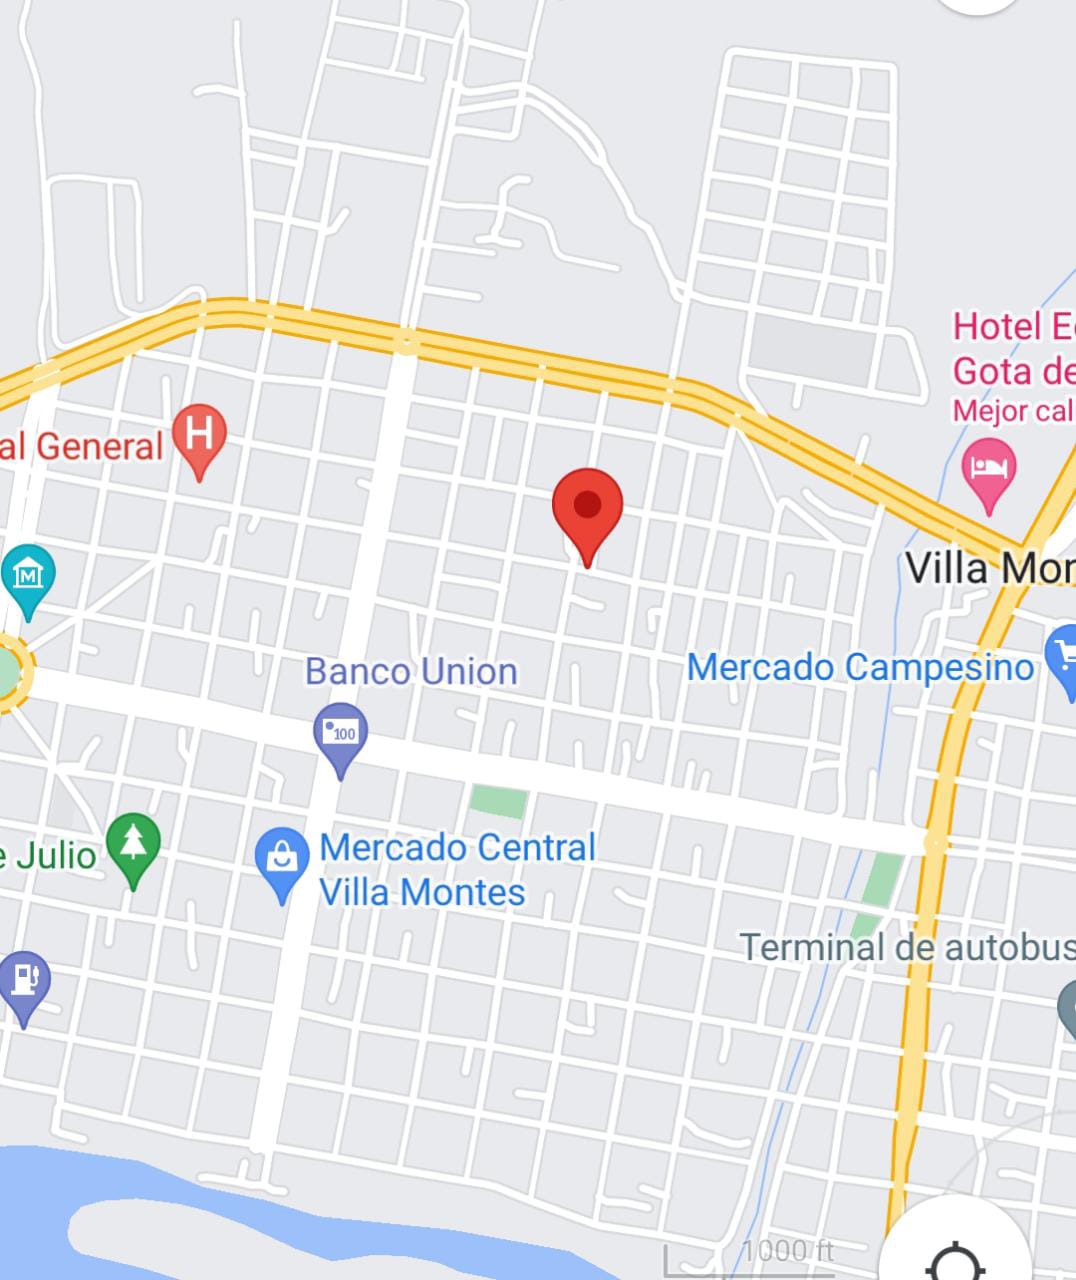 Hotel E
Gota de
Mejor cal
H
al General
M
Villa Mon
Banco Union
Mercado Campesino
100
e Julio
Mercado Central
Villa Montes
Terminal de autobus
1000 ft